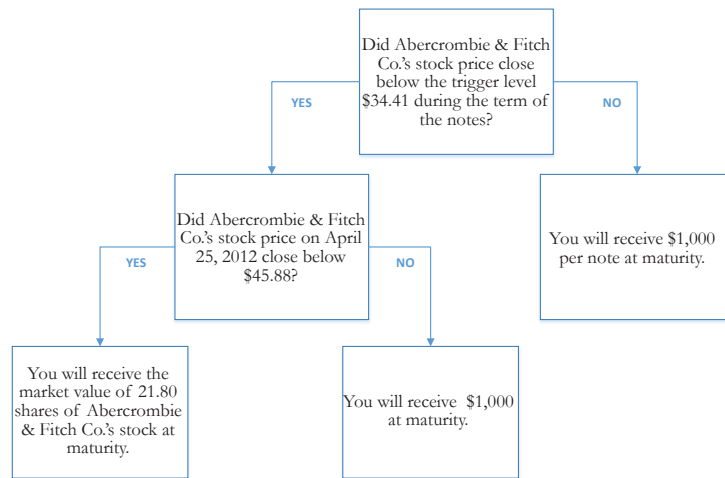 Did Abercrombie & Fitch
Co.'s stock price close
below the trigger level
$34.41 during the term of
the notes?
YES
NO
Did Abercrombie & Fitch
Co.'s stock price on April
25, 2012 close below
$45.88?
You will receive $1,000
per note at maturity.
YES
NO
You will receive the
market value of 21.80
shares of Abercrombie
& Fitch Co.'s stock at
maturity.
You will receive $1,000
at maturity.